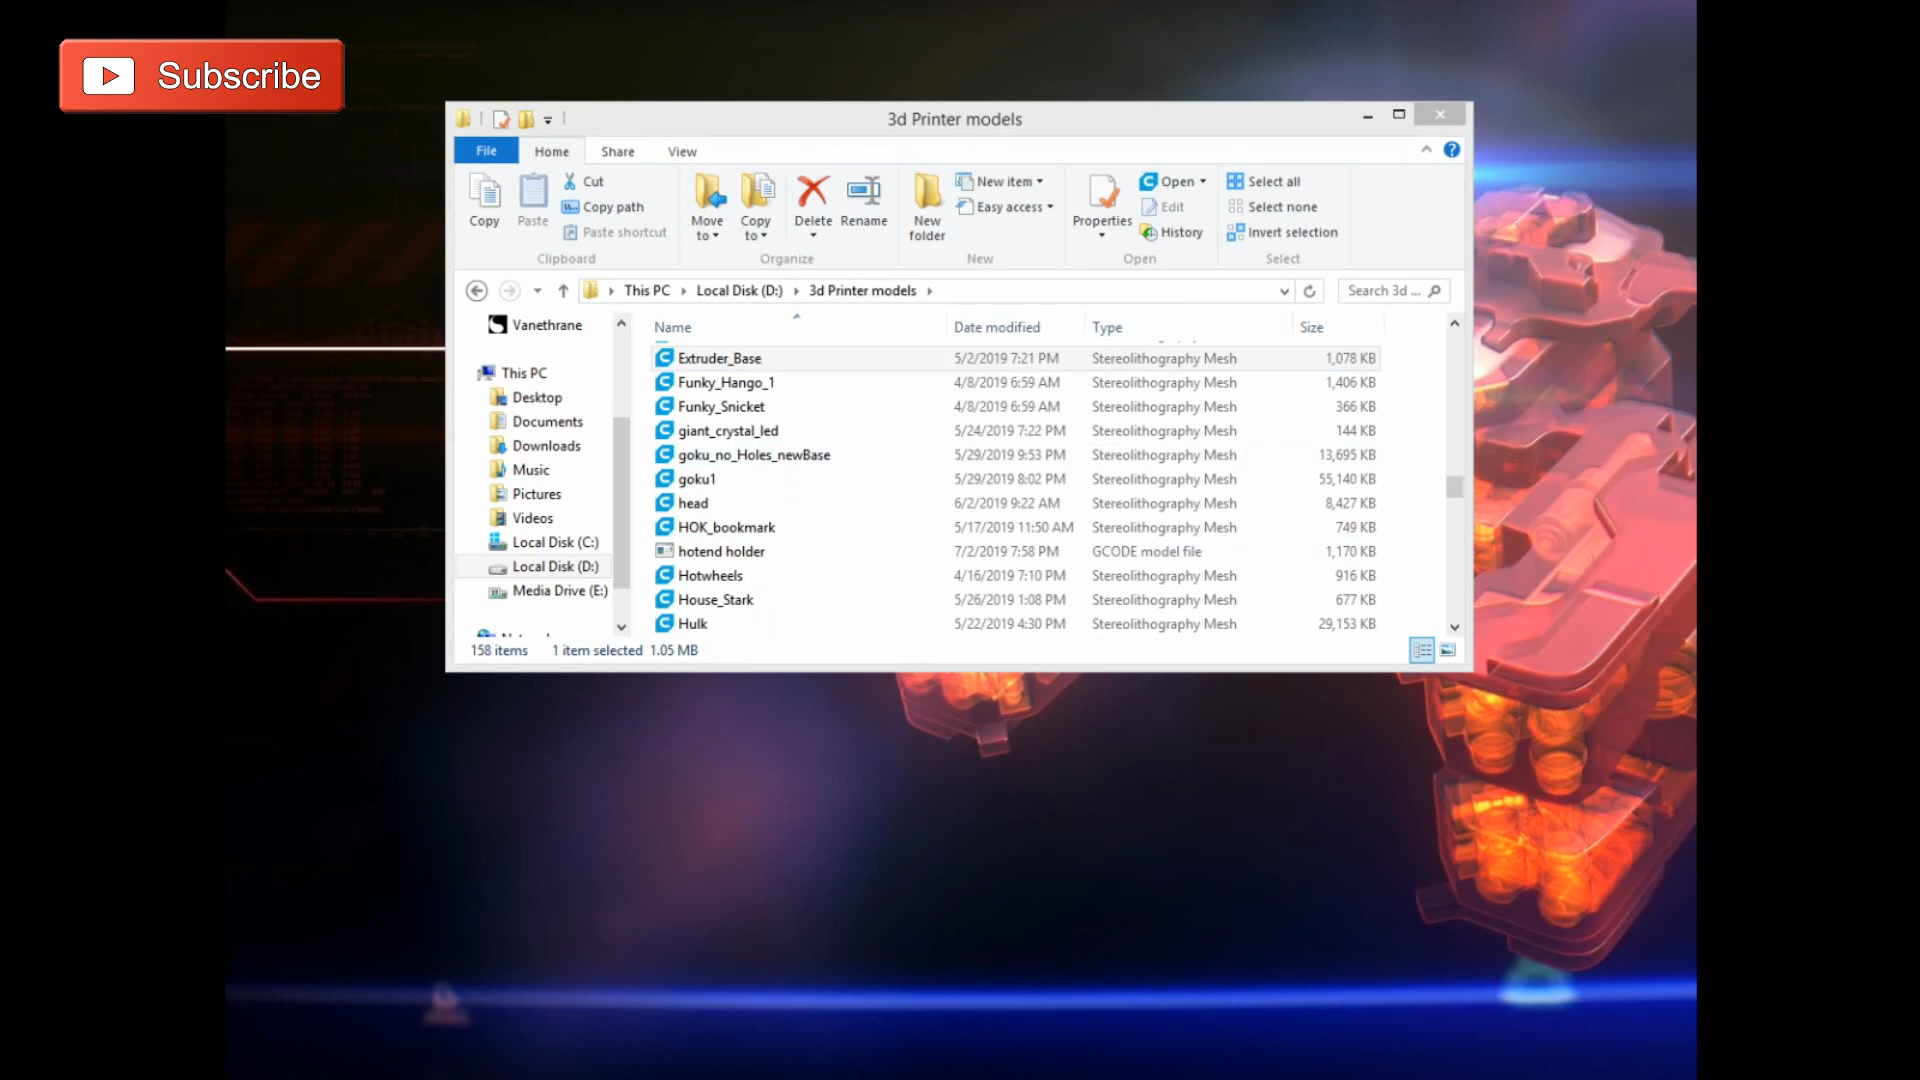 Subscribe
3d Printer models
File Home Share View
Copy
Paste
Cut
Copy path
Paste shortcut
Clipboard
Move to
Copy to
Delete
Rename
Organize
New folder
New item
Easy access
New
Properties
Open
Edit
History
Open
Select all
Select none
Invert selection
Select
This PC Local Disk (D:) 3d Printer models
Search 3d ...
Vanethrane
This PC
Desktop
Documents
Downloads
Music
Pictures
Videos
Local Disk (C:)
Local Disk (D:)
Media Drive (E:)
Name Date modified Type Size
Extruder_Base 5/2/2019 7:21 PM Stereolithography Mesh 1,078 KB
Funky_Hango_1 4/8/2019 6:59 AM Stereolithography Mesh 1,406 KB
Funky_Snicket 4/8/2019 6:59 AM Stereolithography Mesh 366 KB
giant_crystal_led 5/24/2019 7:22 PM Stereolithography Mesh 144 KB
goku_no_Holes_newBase 5/29/2019 9:53 PM Stereolithography Mesh 13,695 KB
goku1 5/29/2019 8:02 PM Stereolithography Mesh 55,140 KB
head 6/2/2019 9:22 AM Stereolithography Mesh 8,427 KB
HOK_bookmark 5/17/2019 11:50 AM Stereolithography Mesh 749 KB
hotend holder 7/2/2019 7:58 PM GCODE model file 1,170 KB
Hotwheels 4/16/2019 7:10 PM Stereolithography Mesh 916 KB
House_Stark 5/26/2019 1:08 PM Stereolithography Mesh 677 KB
Hulk 5/22/2019 4:30 PM Stereolithography Mesh 29,153 KB
158 items 1 item selected 1.05 MB